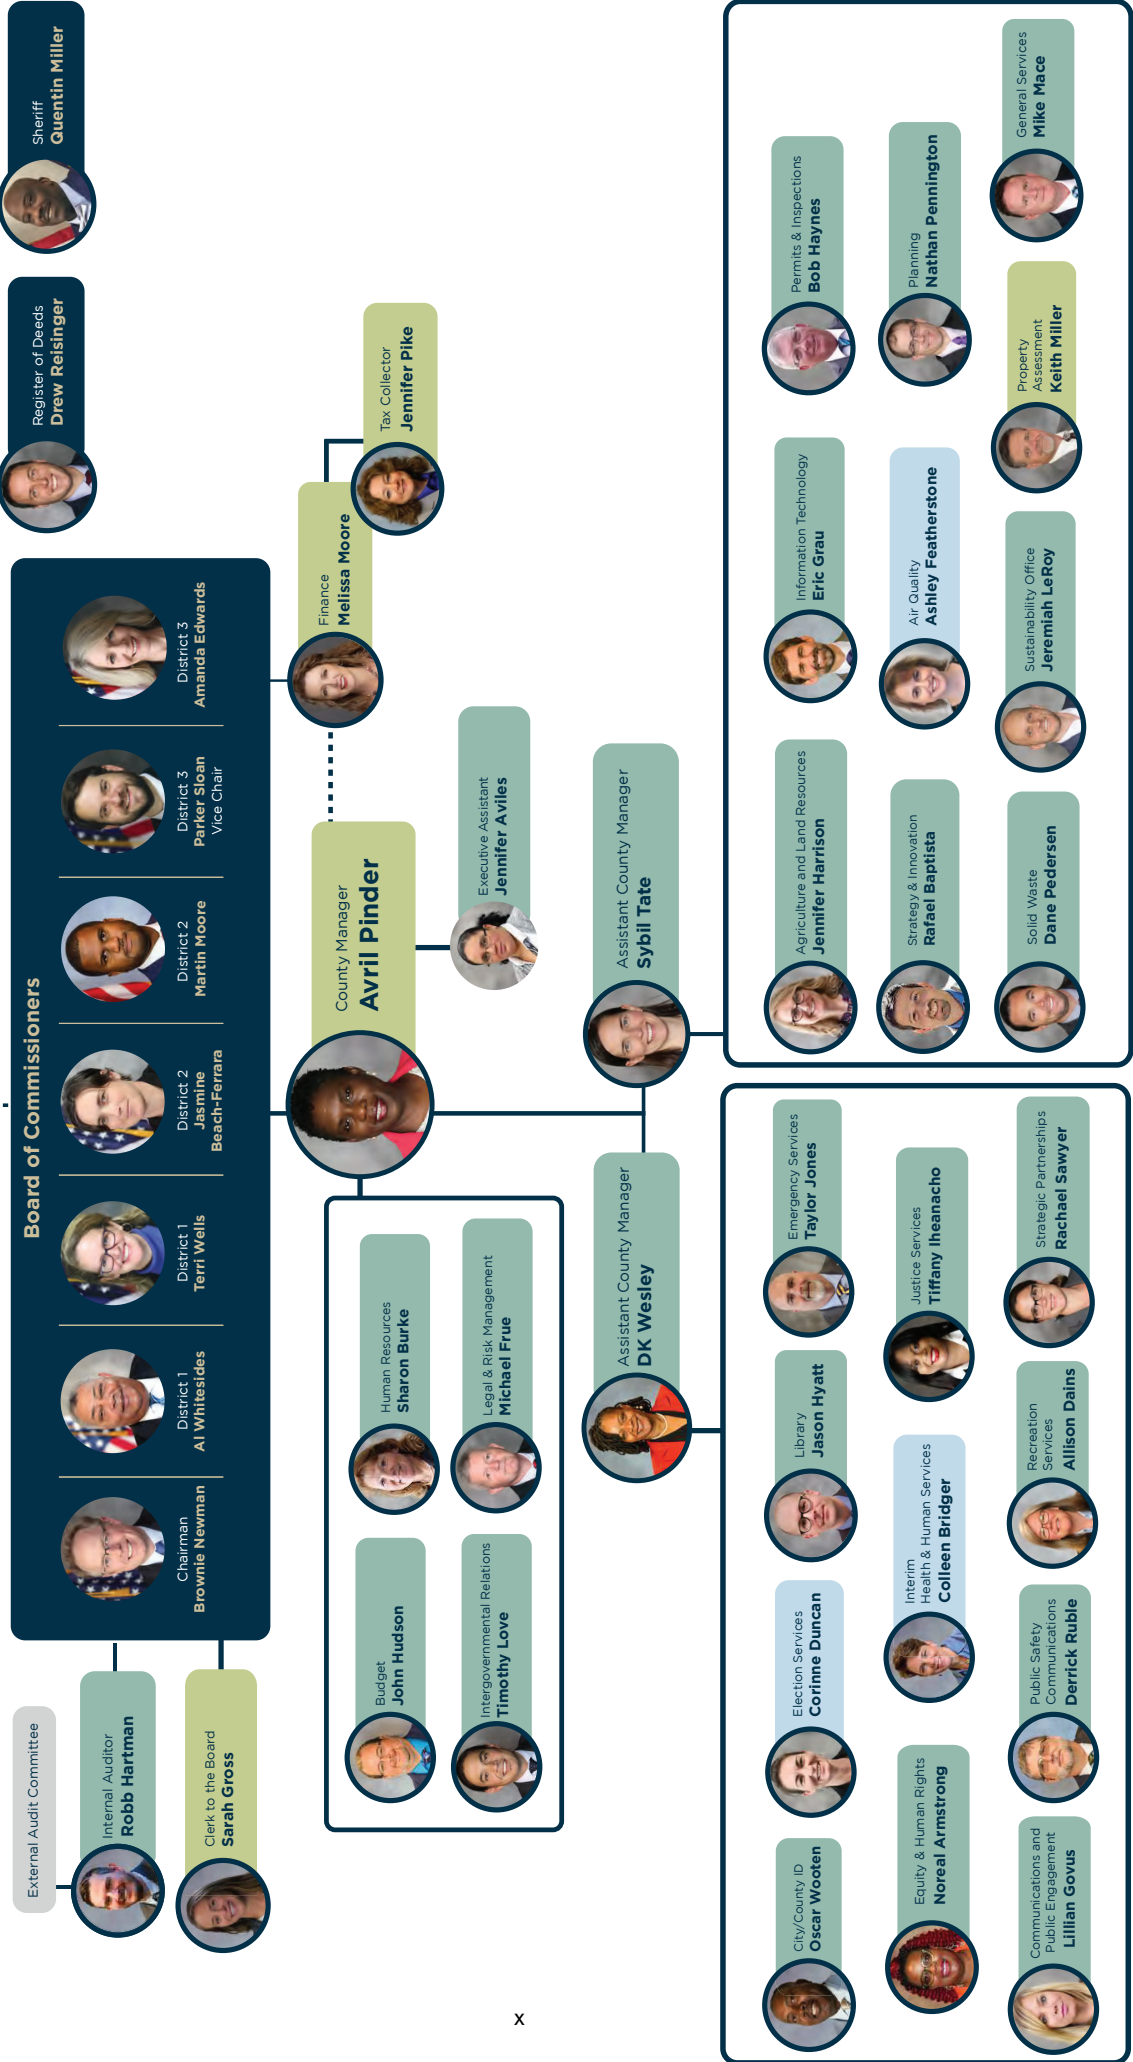 Sheriff
Quentin Miller
Register of Deeds
Drew Reisinger
Board of Commissioners
Chairman
Brownie Newman
District 1
Al Whitesides
District 1
Terri Wells
District 2
Jasmine
Beach-Ferrara
District 2
Martin Moore
District 3
Parker Sloan
Vice Chair
District 3
Amanda Edwards
External Audit Committee
Internal Auditor
Robb Hartman
Clerk to the Board
Sarah Gross
County Manager
Avril Pinder
Finance
Melissa Moore
Tax Collector
Jennifer Pike
Executive Assistant
Jennifer Aviles
Budget
John Hudson
Human Resources
Sharon Burke
Intergovernmental Relations
Timothy Love
Legal & Risk Management
Michael Frue
Assistant County Manager
DK Wesley
Assistant County Manager
Sybil Tate
City/County ID
Oscar Wooten
Election Services
Corinne Duncan
Library
Jason Hyatt
Emergency Services
Taylor Jones
Equity & Human Rights
Noreal Armstrong
Interim
Health & Human Services
Colleen Bridger
Justice Services
Tiffany Iheanacho
Communications and
Public Engagement
Lillian Govus
Public Safety
Communications
Derrick Ruble
Recreation
Services
Allison Dains
Strategic Partnerships
Rachael Sawyer
Agriculture and Land Resources
Jennifer Harrison
Information Technology
Eric Grau
Permits & Inspections
Bob Haynes
Strategy & Innovation
Rafael Baptista
Air Quality
Ashley Featherstone
Planning
Nathan Pennington
Solid Waste
Dane Pedersen
Sustainability Office
Jeremiah LeRoy
Property
Assessment
Keith Miller
General Services
Mike Mace
x